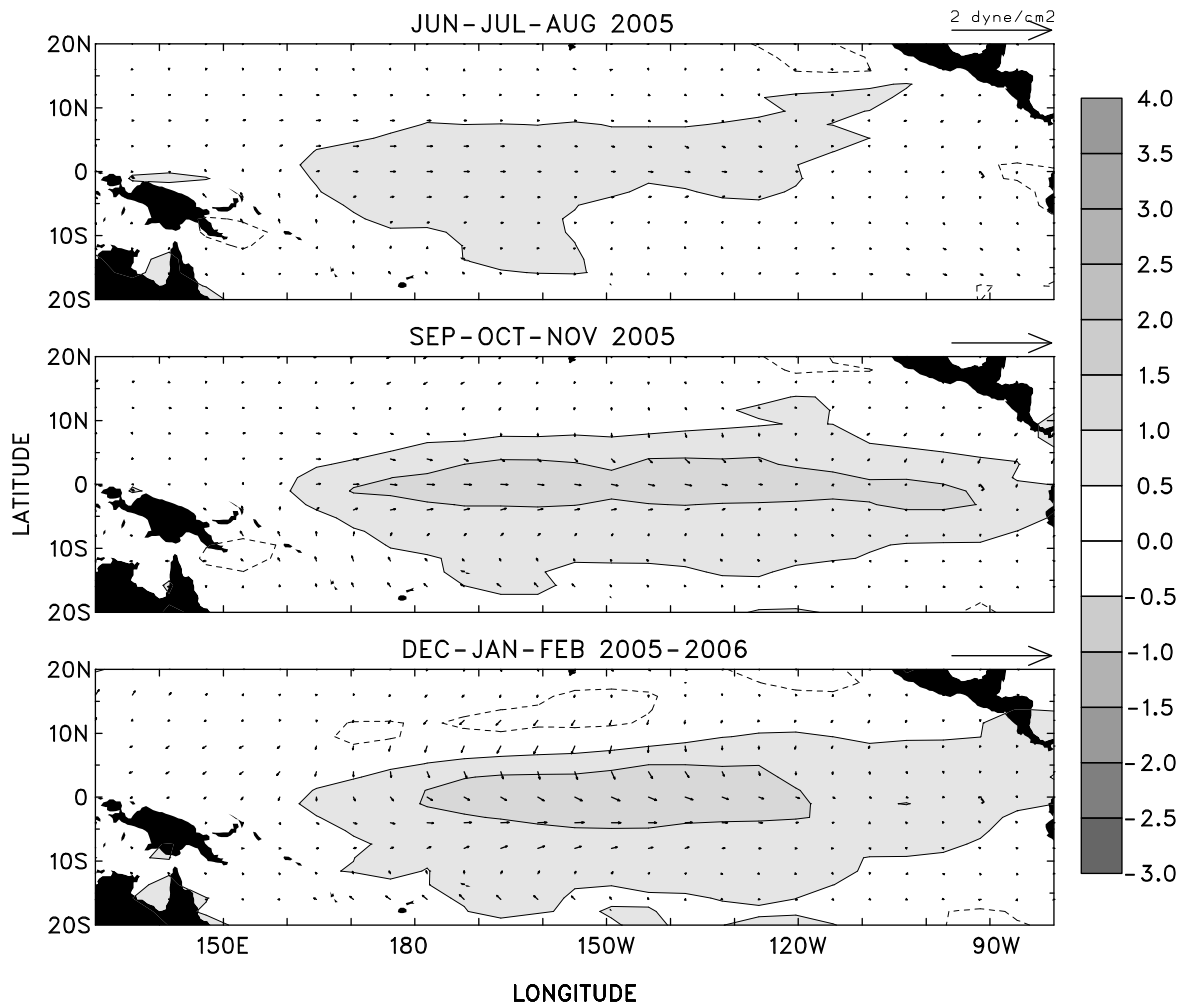 JUN-JUL-AUG 2005
2 dyne/cm2
20N
10N
0
10S
20S
SEP-OCT-NOV 2005
20N
10N
0
10S
20S
LATITUDE
DEC-JAN-FEB 2005-2006
20N
10N
0
10S
20S
150E 180 150W 120W 90W
LONGITUDE
4.0
3.5
3.0
2.5
2.0
1.5
1.0
0.5
0.0
-0.5
-1.0
-1.5
-2.0
-2.5
-3.0